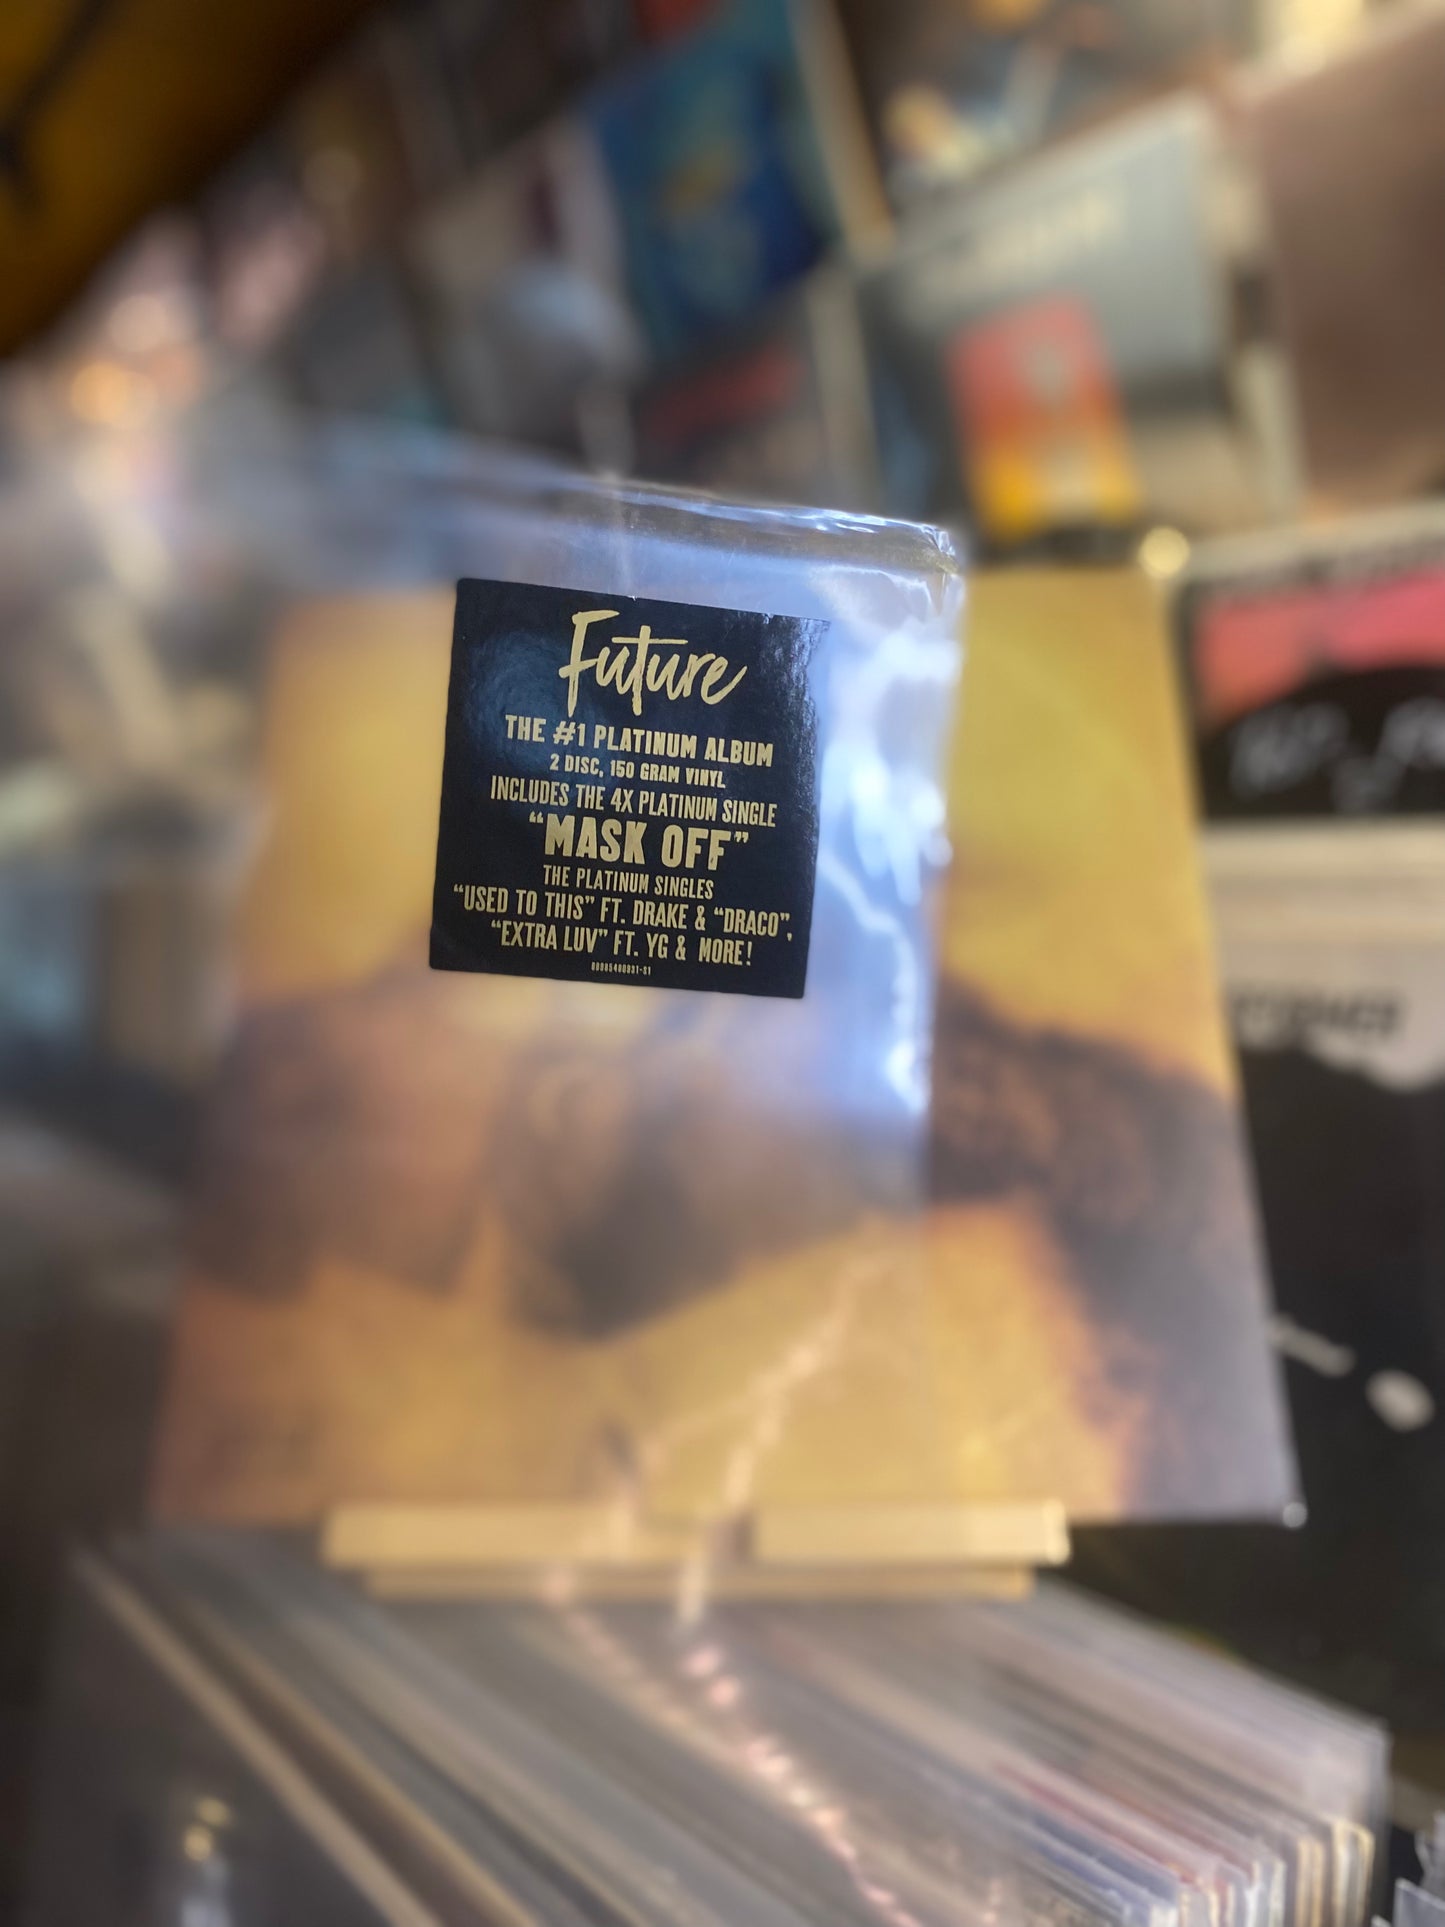 Future
THE #1 PLATINUM ALBUM
2 DISC, 150 GRAM VINYL
INCLUDES THE 4X PLATINUM SINGLE
“MASK OFF”
THE PLATINUM SINGLES
“USED TO THIS” FT. DRAKE & “DRACO”,
“EXTRA LUV” FT. YG & MORE!